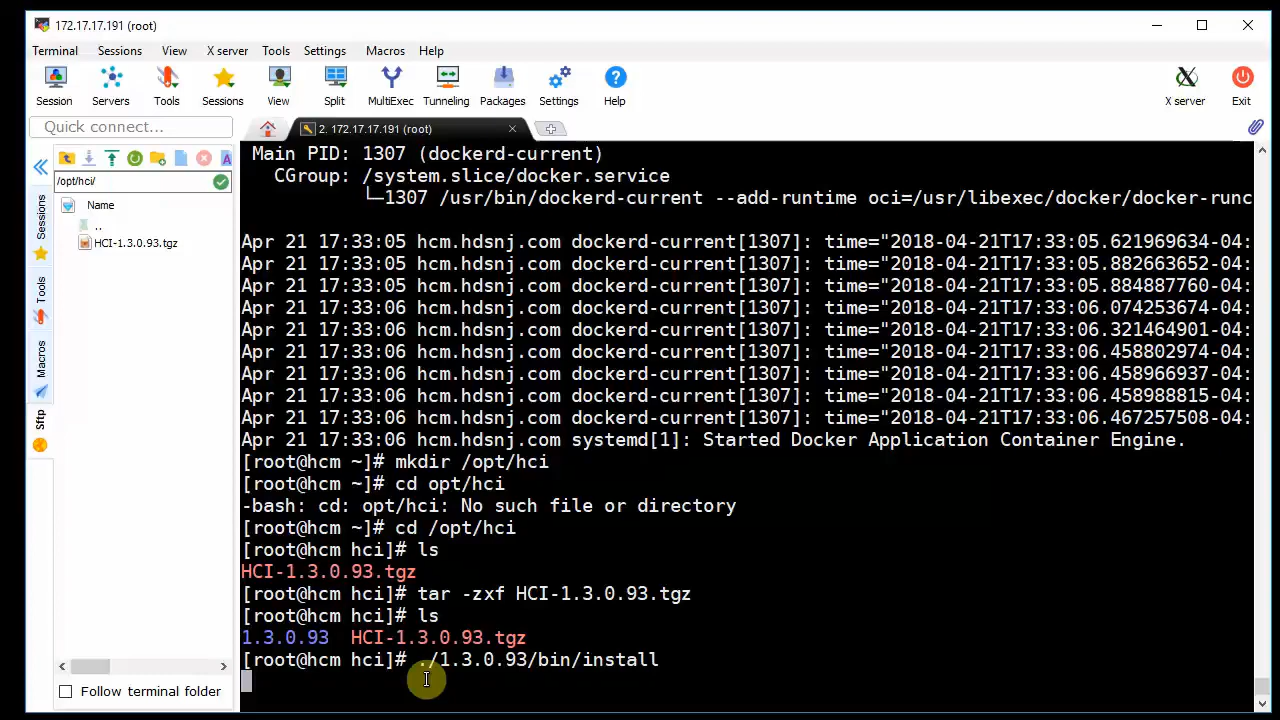 172.17.17.191 (root)
Terminal Sessions View X server Tools Settings Macros Help
Session Servers Tools Sessions View Split MultiExec Tunneling Packages Settings Help X server Exit
Quick connect...
2. 172.17.17.191 (root)
/opt/hci/
Name
..
HCI-1.3.0.93.tgz
Sessions
Tools
Macros
Sftp
Main PID: 1307 (dockerd-current)
CGroup: /system.slice/docker.service
└─1307 /usr/bin/dockerd-current --add-runtime oci=/usr/libexec/docker/docker-runc
Apr 21 17:33:05 hcm.hdsnj.com dockerd-current[1307]: time="2018-04-21T17:33:05.621969634-04:
Apr 21 17:33:05 hcm.hdsnj.com dockerd-current[1307]: time="2018-04-21T17:33:05.882663652-04:
Apr 21 17:33:05 hcm.hdsnj.com dockerd-current[1307]: time="2018-04-21T17:33:05.884887760-04:
Apr 21 17:33:06 hcm.hdsnj.com dockerd-current[1307]: time="2018-04-21T17:33:06.074253437-04:
Apr 21 17:33:06 hcm.hdsnj.com dockerd-current[1307]: time="2018-04-21T17:33:06.321464901-04:
Apr 21 17:33:06 hcm.hdsnj.com dockerd-current[1307]: time="2018-04-21T17:33:06.458802974-04:
Apr 21 17:33:06 hcm.hdsnj.com dockerd-current[1307]: time="2018-04-21T17:33:06.458966937-04:
Apr 21 17:33:06 hcm.hdsnj.com dockerd-current[1307]: time="2018-04-21T17:33:06.458988815-04:
Apr 21 17:33:06 hcm.hdsnj.com dockerd-current[1307]: time="2018-04-21T17:33:06.467257508-04:
Apr 21 17:33:06 hcm.hdsnj.com systemd[1]: Started Docker Application Container Engine.
[root@hcm ~]# mkdir /opt/hci
[root@hcm ~]# cd opt/hci
-bash: cd: opt/hci: No such file or directory
[root@hcm ~]# cd /opt/hci
[root@hcm hci]# ls
HCI-1.3.0.93.tgz
[root@hcm hci]# tar -zxf HCI-1.3.0.93.tgz
[root@hcm hci]# ls
1.3.0.93 HCI-1.3.0.93.tgz
[root@hcm hci]# ./1.3.0.93/bin/install
Follow terminal folder